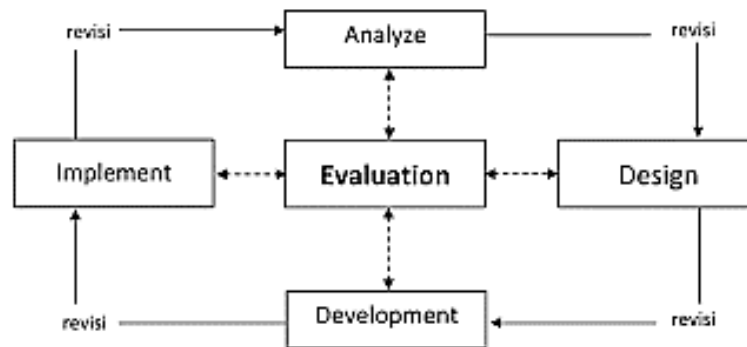 revisi
Analyze
revisi
Implement
Evaluation
Design
revisi
Development
revisi